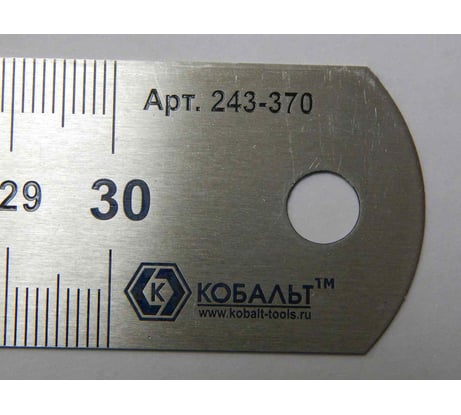 Арт. 243-370
29 30
К КОБАЛЬТ™
www.kobalt-tools.ru